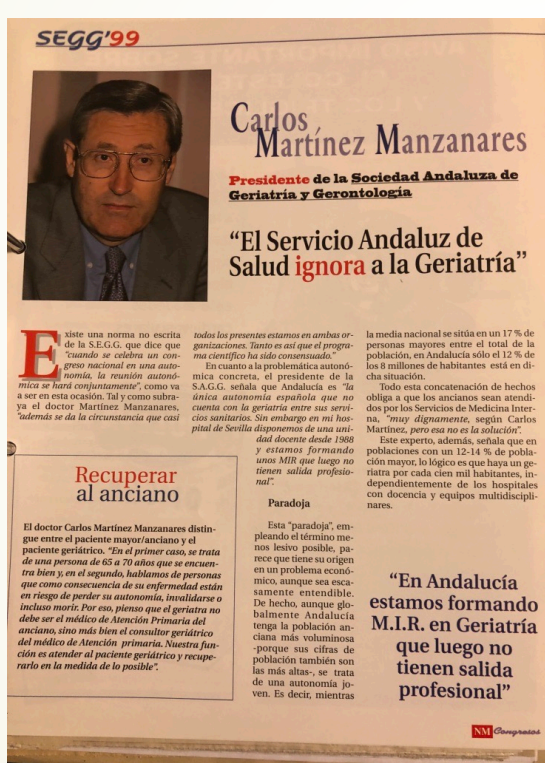 SEGG'99
Carlos
Martínez Manzanares
Presidente de la Sociedad Andaluza de
Geriatría y Gerontología
“El Servicio Andaluz de
Salud ignora a la Geriatría”
Existe una norma no escrita
de la S.E.G.G. que dice que
“cuando se celebra un con-
greso nacional en una auto-
nomía, la reunión autonó-
mica se hará conjuntamente”, como va
a ser en esta ocasión. Tal y como subra-
ya el doctor Martínez Manzanares,
“además se da la circunstancia que casi
todos los presentes estamos en ambas or-
ganizaciones. Tanto es así que el progra-
ma científico ha sido consensuado.”
En cuanto a la problemática autonó-
mica concreta, el presidente de la
S.A.G.G. señala que Andalucía es “la
única autonomía española que no
cuenta con la geriatría entre sus servi-
cios sanitarios. Sin embargo en mi hos-
pital de Sevilla disponemos de una uni-
dad docente desde 1988
y estamos formando
unos MIR que luego no
tienen salida profesio-
nal”.
Paradoja
Esta “paradoja”, em-
pleando el término me-
nos lesivo posible, pa-
rece que tiene su origen
en un problema econó-
mico, aunque sea esca-
samente entendible.
De hecho, aunque glo-
balmente Andalucía
tenga la población an-
ciana más voluminosa
-porque sus cifras de
población también son
las más altas-, se trata
de una autonomía jo-
ven. Es decir, mientras
la media nacional se sitúa en un 17 % de
personas mayores entre el total de la
población, en Andalucía sólo el 12 % de
los 8 millones de habitantes está en di-
cha situación.
Todo esta concatenación de hechos
obliga a que los ancianos sean atendi-
dos por los Servicios de Medicina Inter-
na, “muy dignamente, según Carlos
Martínez, pero esa no es la solución”.
Este experto, además, señala que en
poblaciones con un 12-14 % de pobla-
ción mayor, lo lógico es que haya un ge-
riatra por cada cien mil habitantes, in-
dependientemente de los hospitales
con docencia y equipos multidiscipli-
nares.
“En Andalucía
estamos formando
M.I.R. en Geriatría
que luego no
tienen salida
profesional”
Recuperar
al anciano
El doctor Carlos Martínez Manzanares distin-
gue entre el paciente mayor/anciano y el
paciente geriátrico. “En el primer caso, se trata
de una persona de 65 a 70 años que se encuen-
tra bien y, en el segundo, hablamos de personas
que como consecuencia de su enfermedad están
en riesgo de perder su autonomía, invalidarse o
incluso morir. Por eso, pienso que el geriatra no
debe ser el médico de Atención Primaria del
anciano, sino más bien el consultor geriátrico
del médico de Atención primaria. Nuestra fun-
ción es atender al paciente geriátrico y recupe-
rarlo en la medida de lo posible”.
NM Congresos